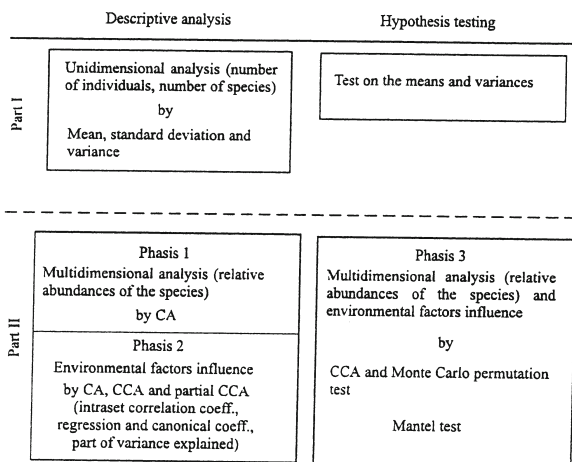 Descriptive analysis
Hypothesis testing
Part I
Unidimensional analysis (number
of individuals, number of species)
by
Mean, standard deviation and
variance
Test on the means and variances
Part II
Phasis 1
Multidimensional analysis (relative
abundances of the species)
by CA
Phasis 2
Environmental factors influence
by CA, CCA and partial CCA
(intraset correlation coeff.,
regression and canonical coeff.,
part of variance explained)
Phasis 3
Multidimensional analysis (relative
abundances of the species) and
environmental factors influence
by
CCA and Monte Carlo permutation
test
Mantel test